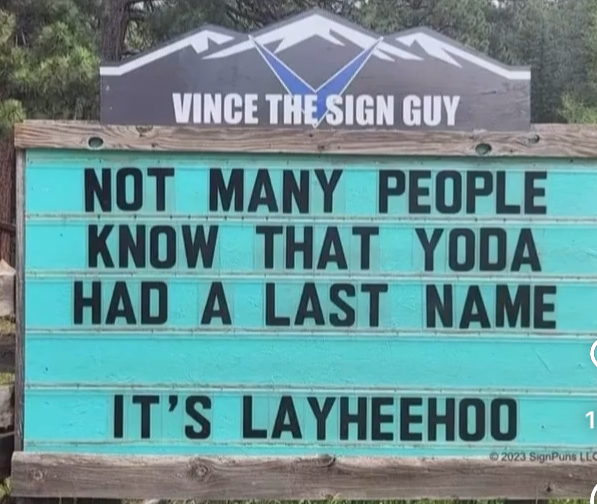 VINCE THE SIGN GUY
NOT MANY PEOPLE
KNOW THAT YODA
HAD A LAST NAME
IT'S LAYHEEHOO
© 2023 SignPuns LLC